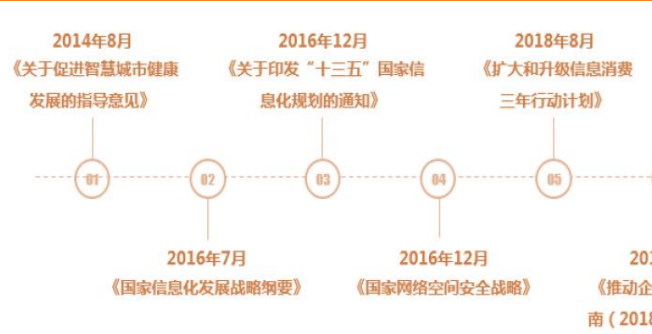 2014年8月
《关于促进智慧城市健康
发展的指导意见》
2016年12月
《关于印发“十三五”国家信
息化规划的通知》
2018年8月
《扩大和升级信息消费
三年行动计划》
01
02
03
04
05
2016年7月
《国家信息化发展战略纲要》
2016年12月
《国家网络空间安全战略》
201
《推动企
南（2018